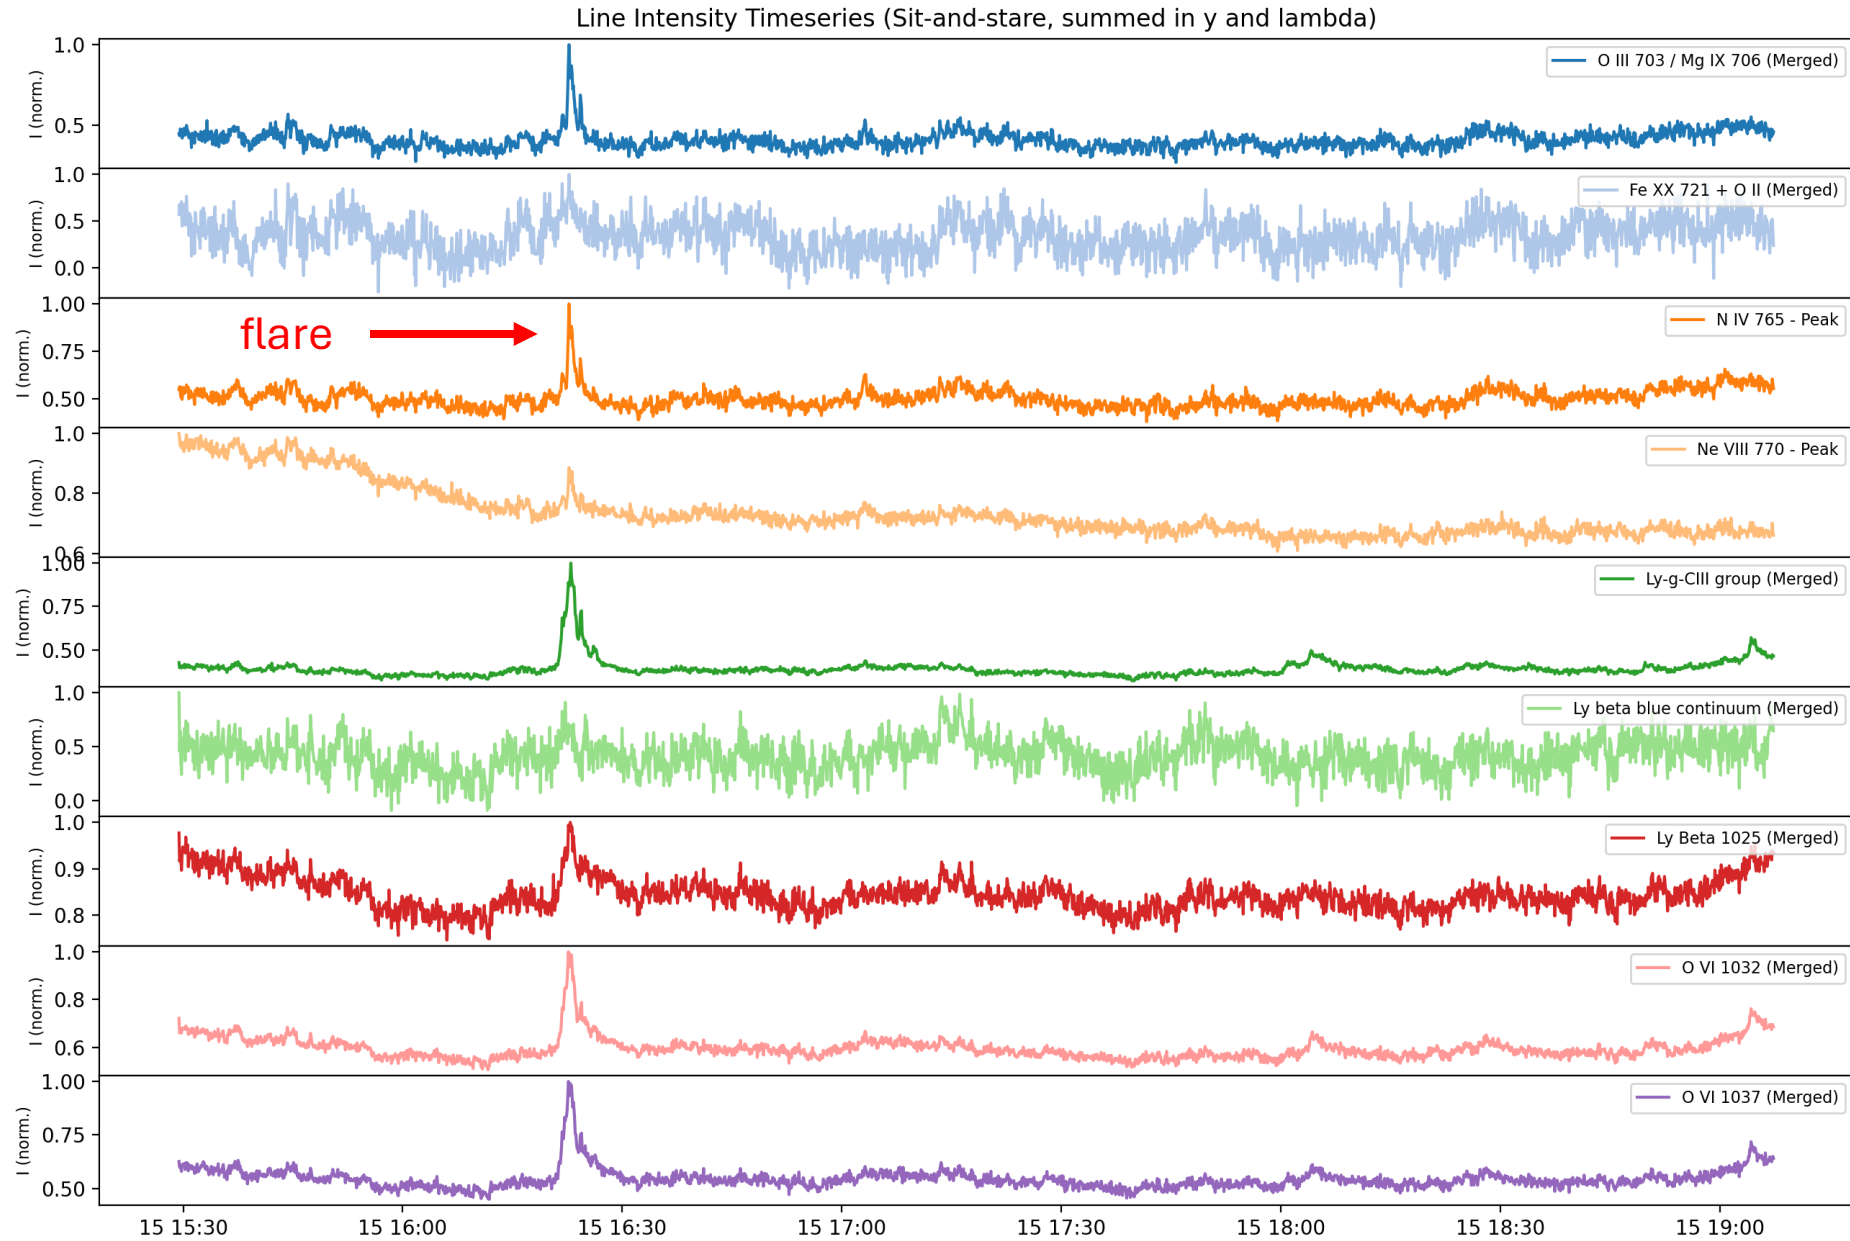 Line Intensity Timeseries (Sit-and-stare, summed in y and lambda)
1.0
0.5
I (norm.)
O III 703 / Mg IX 706 (Merged)
1.0
0.5
0.0
I (norm.)
Fe XX 721 + O II (Merged)
1.00
0.75
0.50
I (norm.)
flare
N IV 765 - Peak
1.0
0.8
0.6
I (norm.)
Ne VIII 770 - Peak
1.00
0.75
0.50
I (norm.)
Ly-g-CIII group (Merged)
1.0
0.5
0.0
I (norm.)
Ly beta blue continuum (Merged)
1.0
0.9
0.8
I (norm.)
Ly Beta 1025 (Merged)
1.0
0.8
0.6
I (norm.)
O VI 1032 (Merged)
1.00
0.75
0.50
I (norm.)
O VI 1037 (Merged)
15 15:30 15 16:00 15 16:30 15 17:00 15 17:30 15 18:00 15 18:30 15 19:00